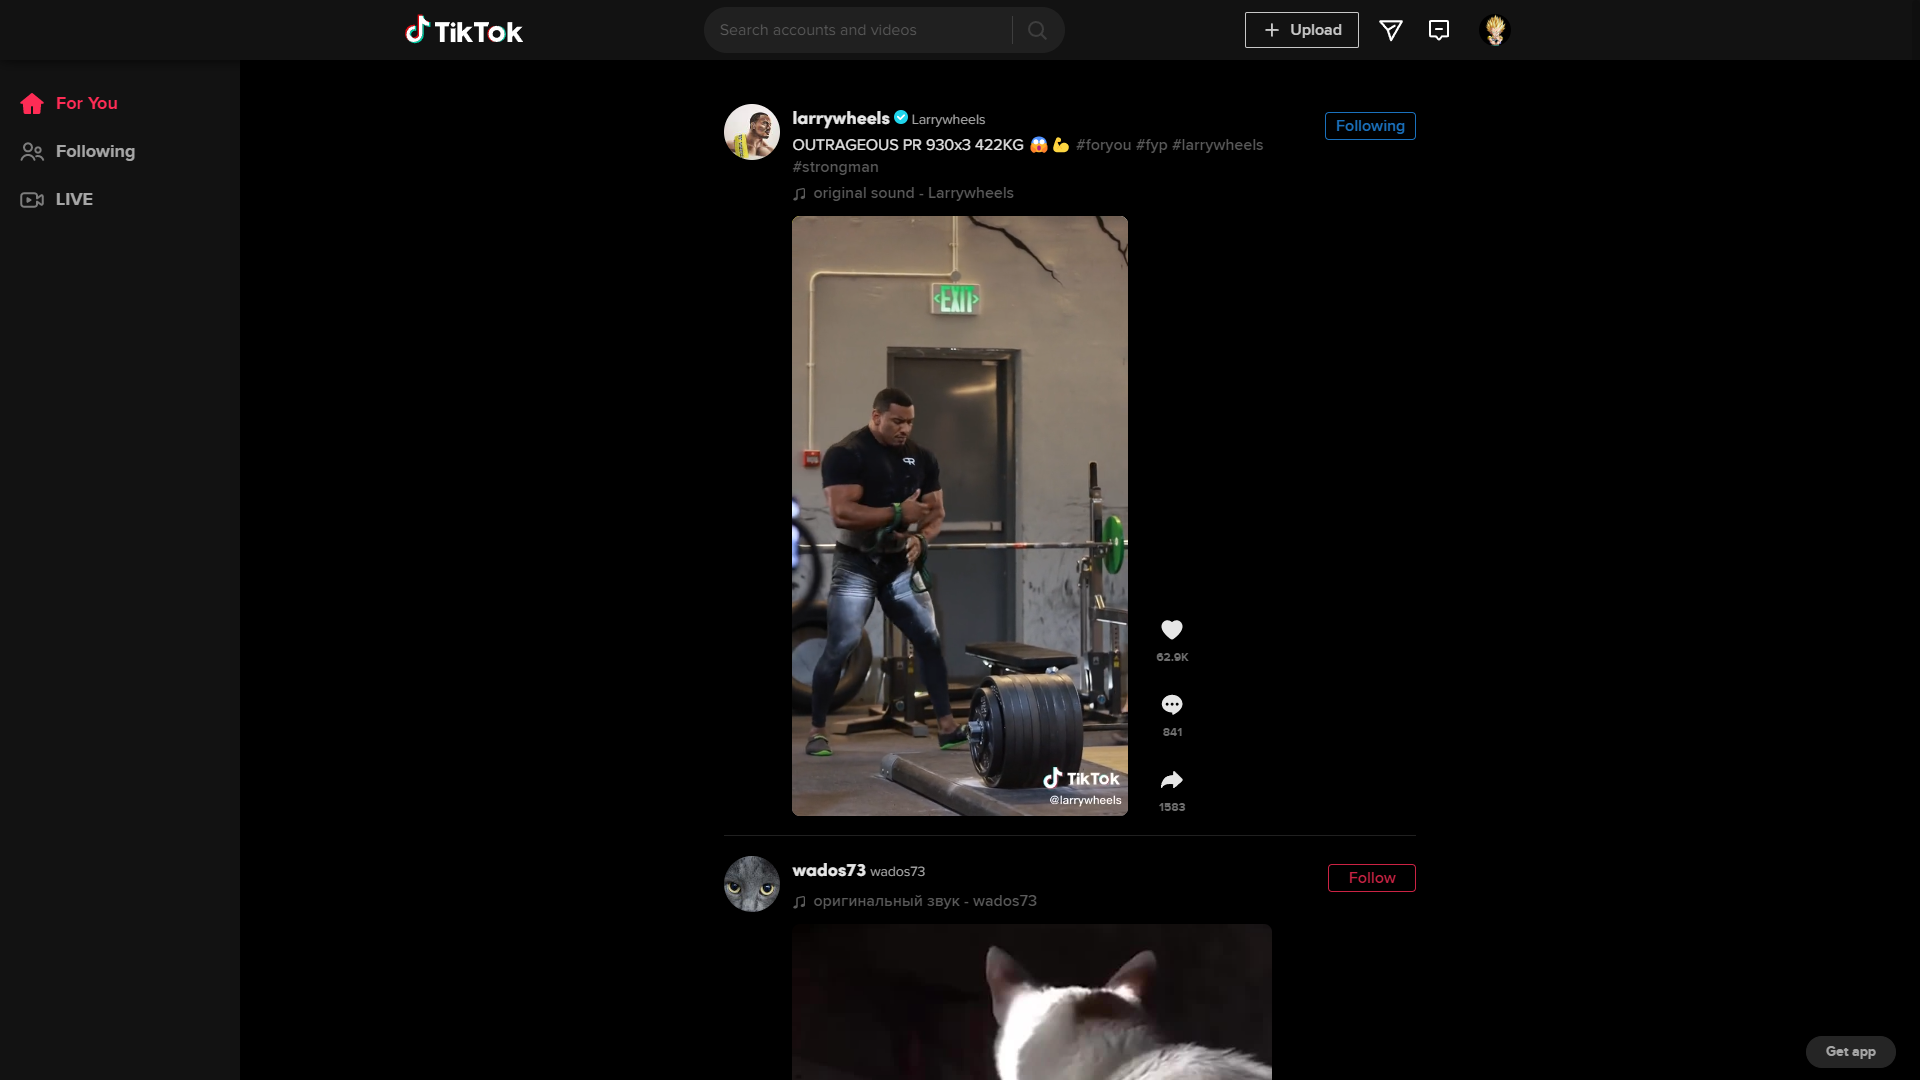 TikTok
Search accounts and videos
Upload
For You
Following
LIVE
larrywheels Larrywheels
Following
OUTRAGEOUS PR 930x3 422KG 😱💪 #foryou #fyp #larrywheels
#strongman
original sound - Larrywheels
EXIT
62.9K
841
1583
TikTok
@larrywheels
wados73 wados73
Follow
оригинальный звук - wados73
Get app